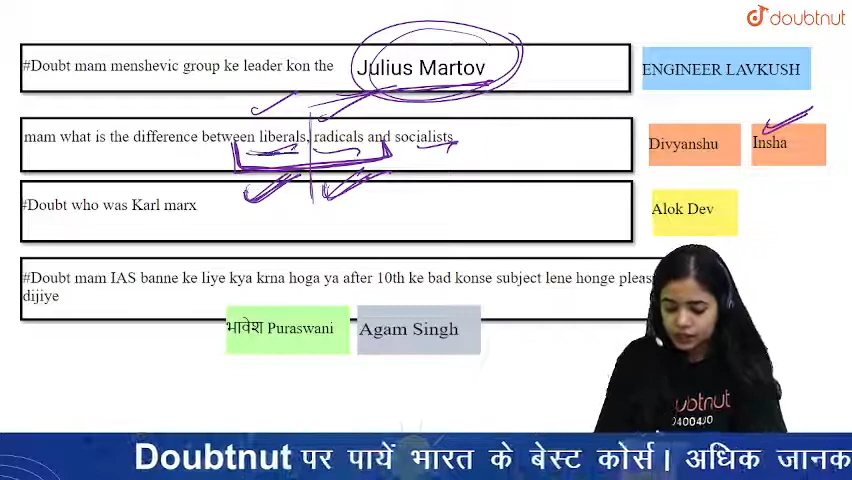 doubtnut
#Doubt mam menshevic group ke leader kon the Julius Martov
ENGINEER LAVKUSH
mam what is the difference between liberals, radicals and socialists
Divyanshu
Insha
#Doubt who was Karl marx
Alok Dev
#Doubt mam IAS banne ke liye kya krna hoga ya after 10th ke bad konse subject lene honge pleas
dijiye
भावेश Puraswani
Agam Singh
ubtnut
0400400
Doubtnut पर पायें भारत के बेस्ट कोर्स। अधिक जानक